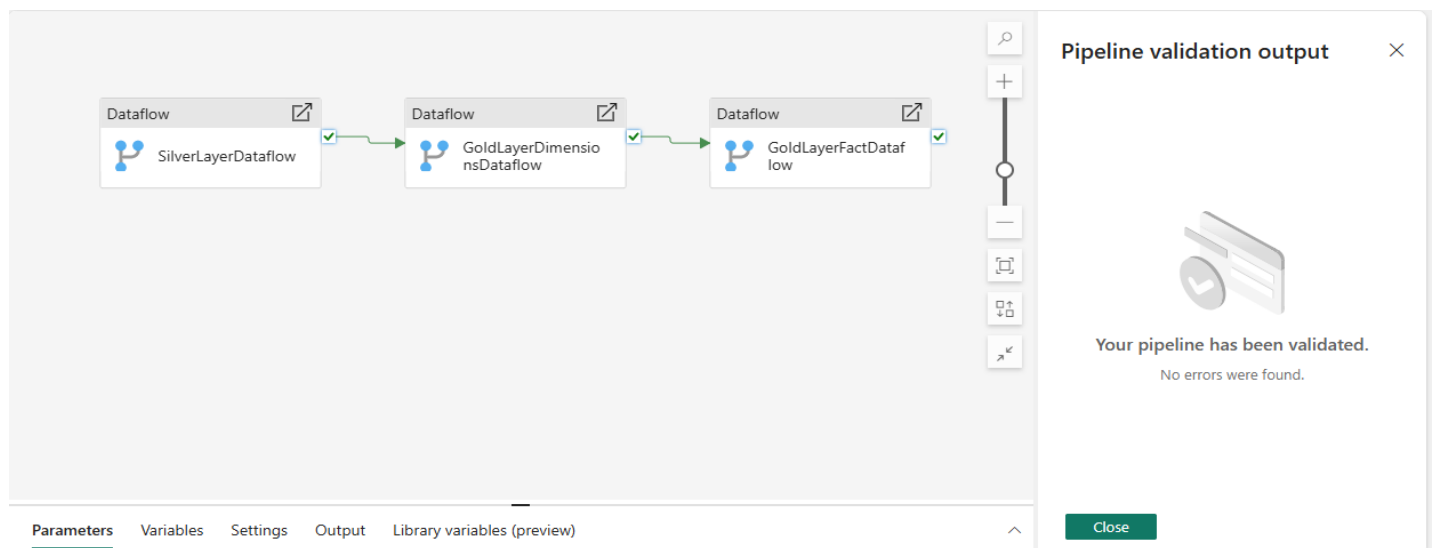 Dataflow
SilverLayerDataflow
Dataflow
GoldLayerDimensio
nsDataflow
Dataflow
GoldLayerFactDataf
low
Pipeline validation output
Your pipeline has been validated.
No errors were found.
Close
Parameters
Variables
Settings
Output
Library variables (preview)